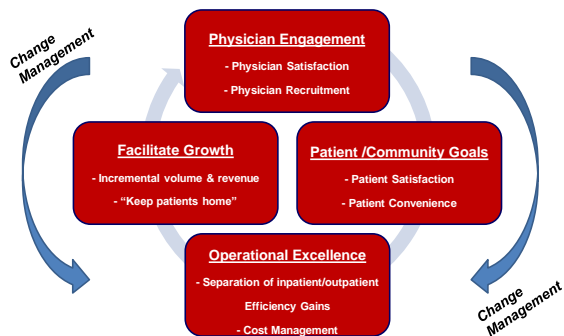 Change
Management
Physician Engagement
- Physician Satisfaction
- Physician Recruitment
Facilitate Growth
- Incremental volume & revenue
- “Keep patients home”
Patient /Community Goals
- Patient Satisfaction
- Patient Convenience
Operational Excellence
- Separation of inpatient/outpatient
Efficiency Gains
- Cost Management
Change
Management